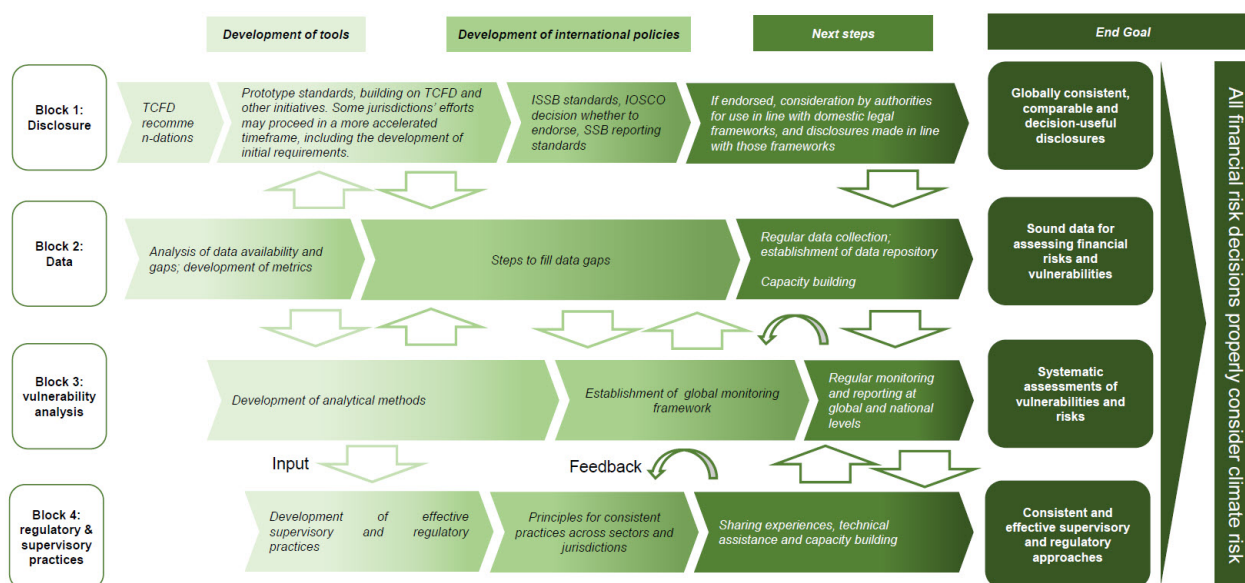 Development of tools
Development of international policies
Next steps
End Goal
Block 1:
Disclosure
TCFD
recomme
n-dations
Prototype standards, building on TCFD and
other initiatives. Some jurisdictions' efforts
may proceed in a more accelerated
timeframe, including the development of
initial requirements.
ISSB standards, IOSCO
decision whether to
endorse, SSB reporting
standards
If endorsed, consideration by authorities
for use in line with domestic legal
frameworks, and disclosures made in line
with those frameworks
Globally consistent,
comparable and
decision-useful
disclosures
Block 2:
Data
Analysis of data availability and
gaps; development of metrics
Steps to fill data gaps
Regular data collection;
establishment of data repository
Capacity building
Sound data for
assessing financial
risks and
vulnerabilities
Block 3:
vulnerability
analysis
Development of analytical methods
Establishment of global monitoring
framework
Regular monitoring
and reporting at
global and national
levels
Systematic
assessments of
vulnerabilities and
risks
Input
Feedback
Block 4:
regulatory &
supervisory
practices
Development of effective
supervisory and regulatory
practices
Principles for consistent
practices across sectors and
jurisdictions
Sharing experiences, technical
assistance and capacity building
Consistent and
effective supervisory
and regulatory
approaches
All financial risk decisions properly consider climate risk